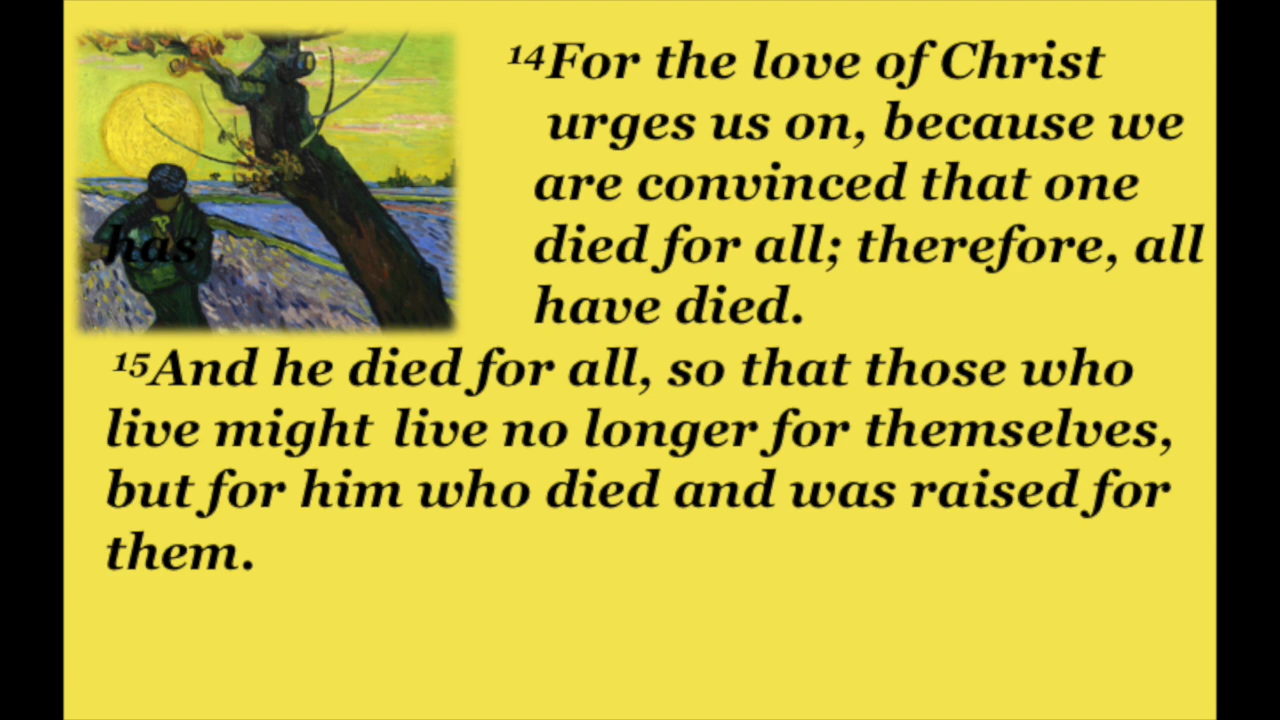 ¹⁴For the love of Christ
urges us on, because we
are convinced that one
has died for all; therefore, all
have died.
¹⁵And he died for all, so that those who
live might live no longer for themselves,
but for him who died and was raised for
them.